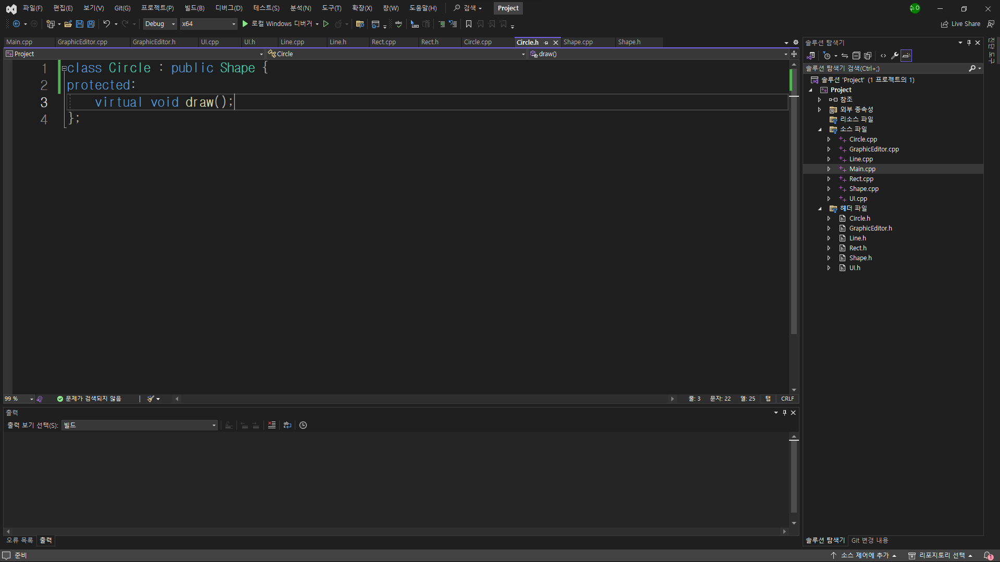 파일(F) 편집(E) 보기(V) Git(G) 프로젝트(P) 빌드(B) 디버그(D) 테스트(S) 분석(N) 도구(T) 확장(X) 창(W) 도움말(H) 검색 Project 순O
Debug x64 로컬 Windows 디버거 Live Share
Main.cpp GraphicEditor.cpp GraphicEditor.h UI.cpp UI.h Line.cpp Line.h Rect.cpp Rect.h Circle.cpp Circle.h Shape.cpp Shape.h
Project Circle draw()
1 class Circle : public Shape {
2 protected:
3 virtual void draw();
4 };
99 % 문제가 검색되지 않음 줄: 3 문자: 22 열: 25 탭 CRLF
출력
출력 보기 선택(S): 빌드
오류 목록 출력
솔루션 탐색기
솔루션 탐색기 검색(Ctrl+;)
솔루션 'Project' (1 프로젝트의 1)
Project
참조
외부 종속성
리소스 파일
소스 파일
Circle.cpp
GraphicEditor.cpp
Line.cpp
Main.cpp
Rect.cpp
Shape.cpp
UI.cpp
헤더 파일
Circle.h
GraphicEditor.h
Line.h
Rect.h
Shape.h
UI.h
솔루션 탐색기 Git 변경 내용
진단 도구
준비 소스 제어에 추가 리포지토리 선택 1